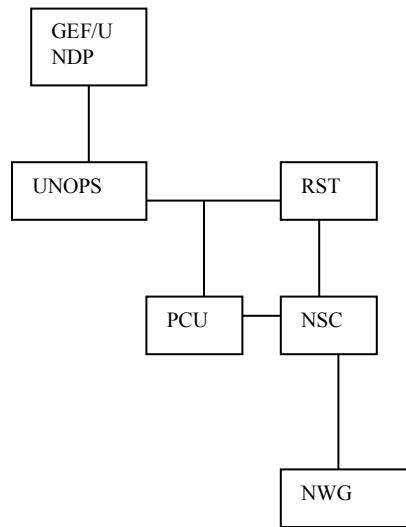 GEF/U
NDP
UNOPS
RST
PCU
NSC
NWG